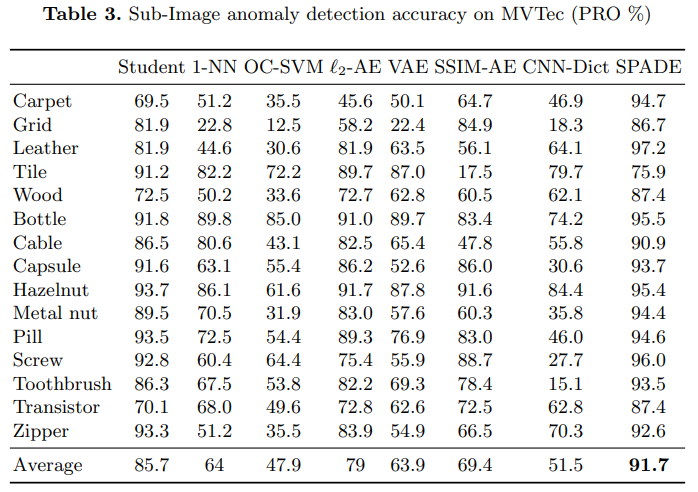 Table 3. Sub-Image anomaly detection accuracy on MVTec (PRO %)
Student 1-NN OC-SVM ℓ2-AE VAE SSIM-AE CNN-Dict SPADE
Carpet 69.5 51.2 35.5 45.6 50.1 64.7 46.9 94.7
Grid 81.9 22.8 12.5 58.2 22.4 84.9 18.3 86.7
Leather 81.9 44.6 30.6 81.9 63.5 56.1 64.1 97.2
Tile 91.2 82.2 72.2 89.7 87.0 17.5 79.7 75.9
Wood 72.5 50.2 33.6 72.7 62.8 60.5 62.1 87.4
Bottle 91.8 89.8 85.0 91.0 89.7 83.4 74.2 95.5
Cable 86.5 80.6 43.1 82.5 65.4 47.8 55.8 90.9
Capsule 91.6 63.1 55.4 86.2 52.6 86.0 30.6 93.7
Hazelnut 93.7 86.1 61.6 91.7 87.8 91.6 84.4 95.4
Metal nut 89.5 70.5 31.9 83.0 57.6 60.3 35.8 94.4
Pill 93.5 72.5 54.4 89.3 76.9 83.0 46.0 94.6
Screw 92.8 60.4 64.4 75.4 55.9 88.7 27.7 96.0
Toothbrush 86.3 67.5 53.8 82.2 69.3 78.4 15.1 93.5
Transistor 70.1 68.0 49.6 72.8 62.6 72.5 62.8 87.4
Zipper 93.3 51.2 35.5 83.9 54.9 66.5 70.3 92.6
Average 85.7 64 47.9 79 63.9 69.4 51.5 91.7